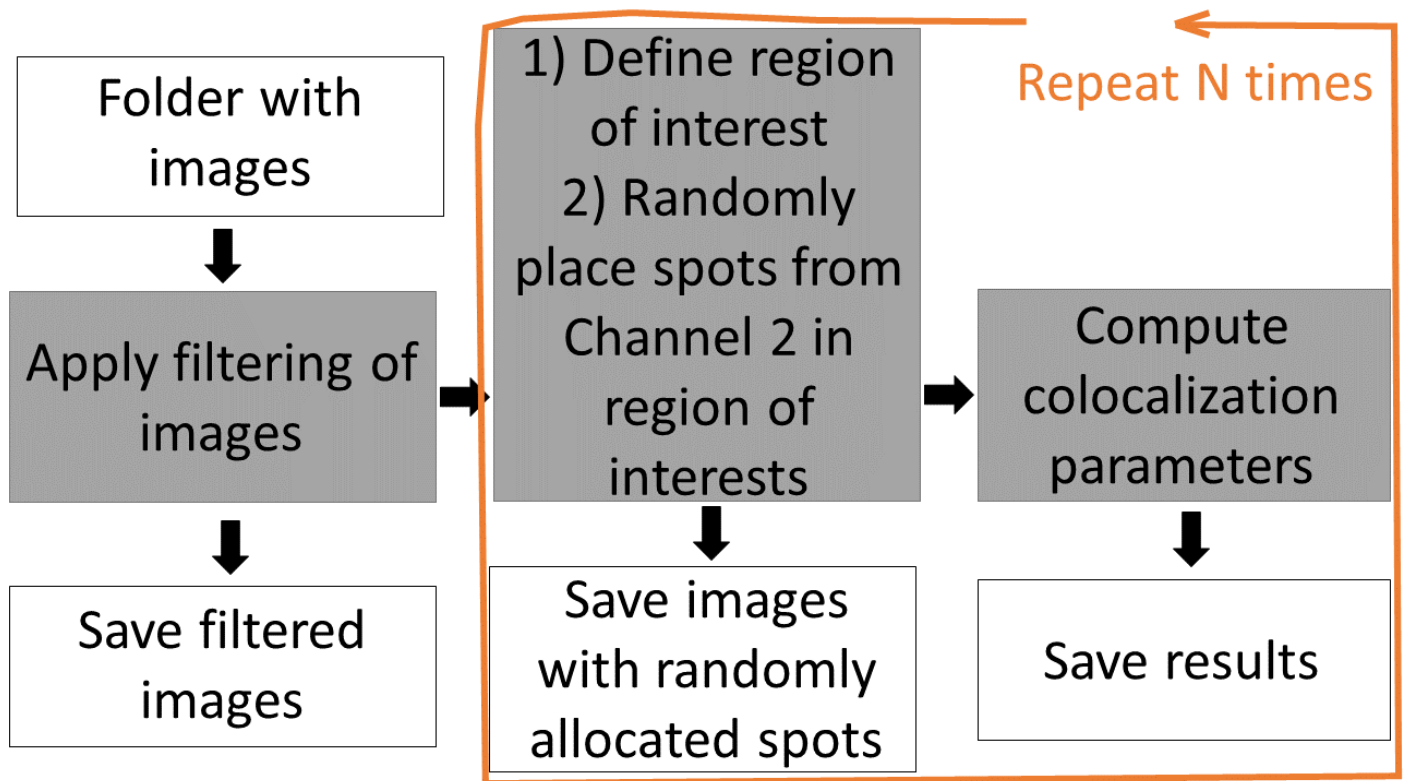 Folder with
images
Apply filtering of
images
Save filtered
images
1) Define region
of interest
2) Randomly
place spots from
Channel 2 in
region of
interests
Save images
with randomly
allocated spots
Repeat N times
Compute
colocalization
parameters
Save results